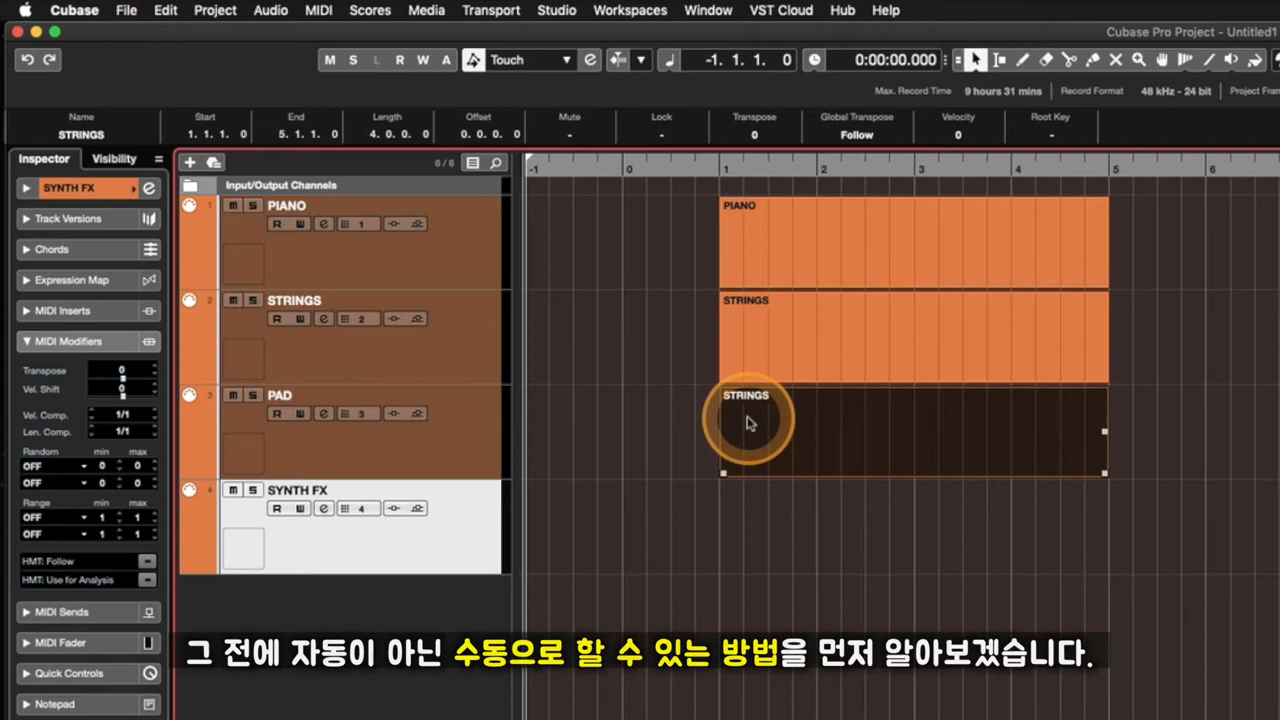 Cubase File Edit Project Audio MIDI Scores Media Transport Studio Workspaces Window VST Cloud Hub Help
Cubase Pro Project - Untitled1
M S L R W A Touch -1. 1. 1. 0 0:00:00.000
Max. Record Time 9 hours 31 mins Record Format 48 kHz - 24 bit Project Fram
Name Start End Length Offset Mute Lock Transpose Global Transpose Velocity Root Key
STRINGS 1. 1. 1. 0 5. 1. 1. 0 4. 0. 0. 0 0. 0. 0. 0 - - 0 Follow 0 -
Inspector Visibility 6 / 6 -1 0 1 2 3 4 5 6
Input/Output Channels
SYNTH FX
Track Versions
Chords
Expression Map
MIDI Inserts
MIDI Modifiers
Transpose 0
Vel. Shift 0
Vel. Comp. 1/1
Len. Comp. 1/1
Random min max
OFF 0 0
OFF 0 0
Range min max
OFF 1 1
OFF 1 1
HMT: Follow
HMT: Use for Analysis
MIDI Sends
MIDI Fader
Quick Controls
Notepad
1 m S PIANO
R W e 1
2 m S STRINGS
R W e 2
3 m S PAD
R W e 3
4 m S SYNTH FX
R W e 4
PIANO
STRINGS
STRINGS
그 전에 자동이 아닌 수동으로 할 수 있는 방법을 먼저 알아보겠습니다.